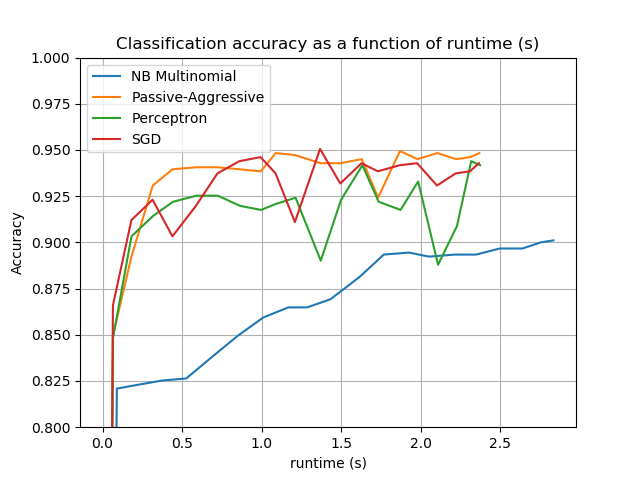 Classification accuracy as a function of runtime (s)
NB Multinomial
Passive-Aggressive
Perceptron
SGD
1.000
0.975
0.950
0.925
0.900
0.875
0.850
0.825
0.800
Accuracy
0.0 0.5 1.0 1.5 2.0 2.5
runtime (s)